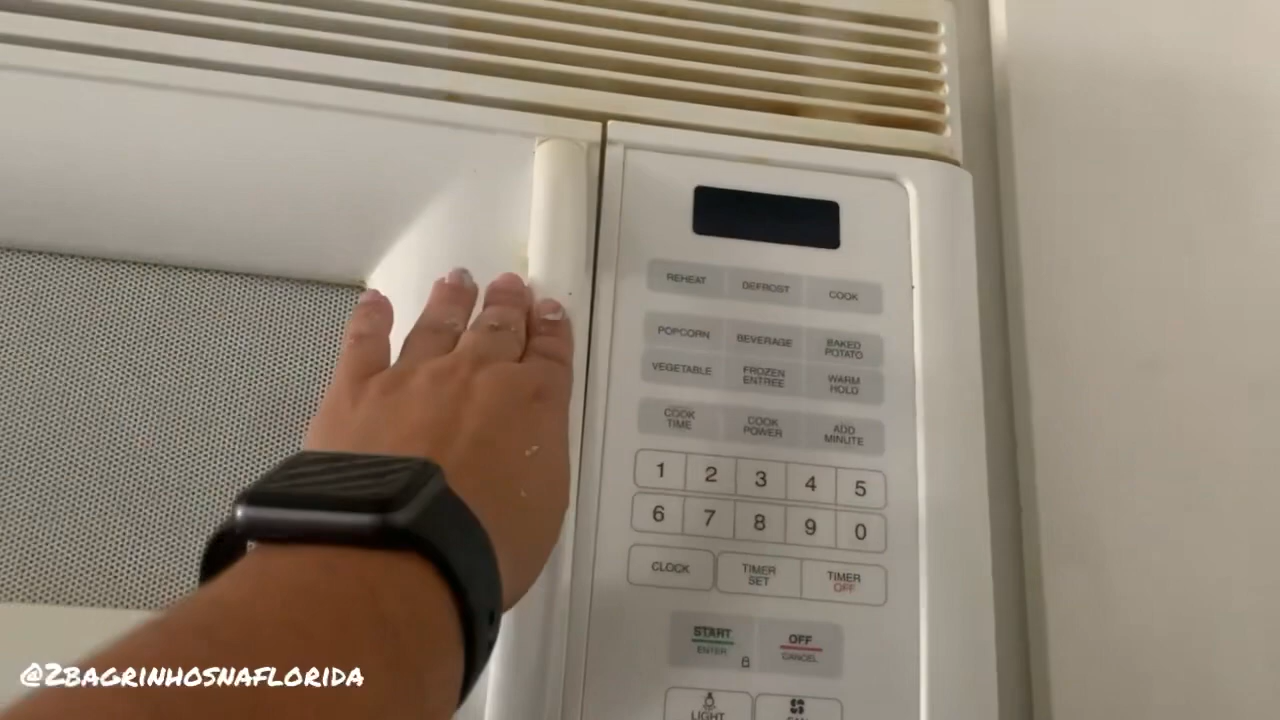 REHEAT DEFROST COOK
POPCORN BEVERAGE BAKED POTATO
VEGETABLE FROZEN ENTREE WARM HOLD
COOK TIME COOK POWER ADD MINUTE
1 2 3 4 5
6 7 8 9 0
CLOCK TIMER SET TIMER OFF
START ENTER OFF CANCEL
LIGHT FAN
@2BAGRINHOSNAFLORIDA